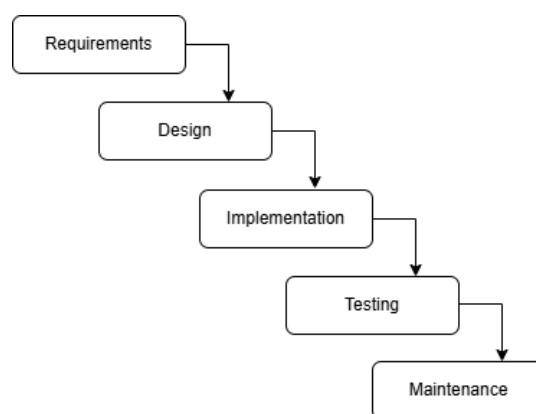 Requirements
Design
Implementation
Testing
Maintenance